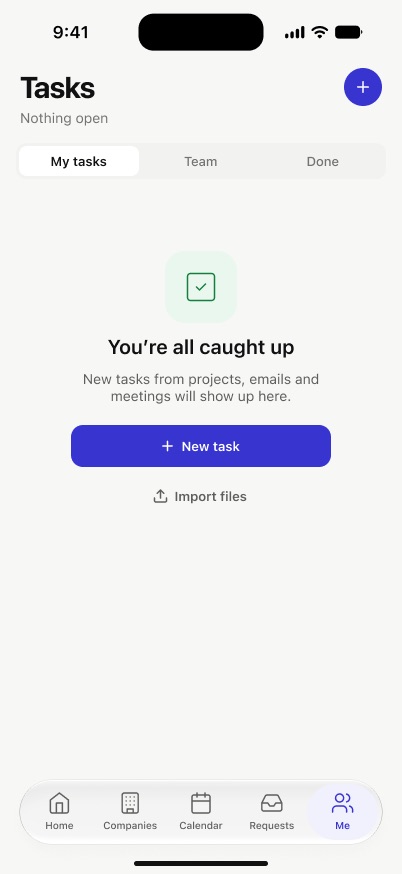 9:41
Tasks
Nothing open
My tasks
Team
Done
You’re all caught up
New tasks from projects, emails and
meetings will show up here.
New task
Import files
Home
Companies
Calendar
Requests
Me